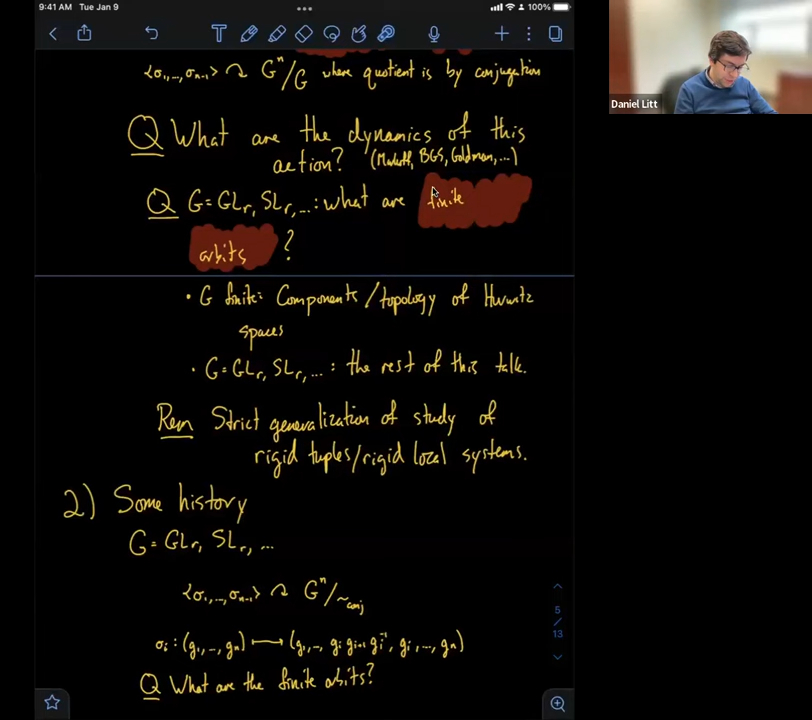 9:41 AM Tue Jan 9
100%
<σ₁,...,σₙ₋₁> ↷ Gⁿ/G where quotient is by conjugation
Q What are the dynamics of this
action? (Markoff, BGS, Goldman, ...)
Q G = GLᵣ, SLᵣ, ... : what are finite
orbits ?
• G finite: Components/topology of Hurwitz
spaces
• G = GLᵣ, SLᵣ, ... : the rest of this talk.
Rem Strict generalization of study of
rigid tuples/rigid local systems.
2) Some history
G = GLᵣ, SLᵣ, ...
<σ₁,...,σₙ₋₁> ↷ Gⁿ/~conj
σᵢ : (g₁,..., gₙ) ⟼ (g₁,..., gᵢ gᵢ₊₁ gᵢ⁻¹, gᵢ, ..., gₙ)
Q What are the finite orbits?
5
/
13
Daniel Litt